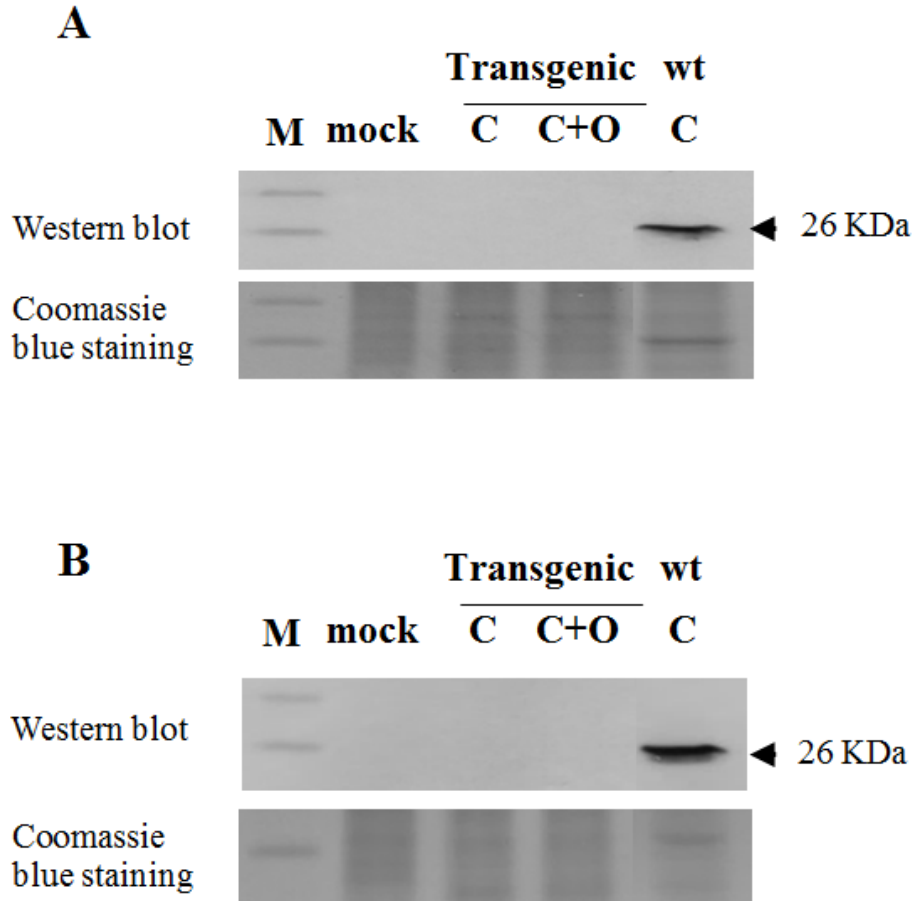 A
Transgenic wt
M mock C C+O C
Western blot
26 KDa
Coomassie
blue staining
B
Transgenic wt
M mock C C+O C
Western blot
26 KDa
Coomassie
blue staining